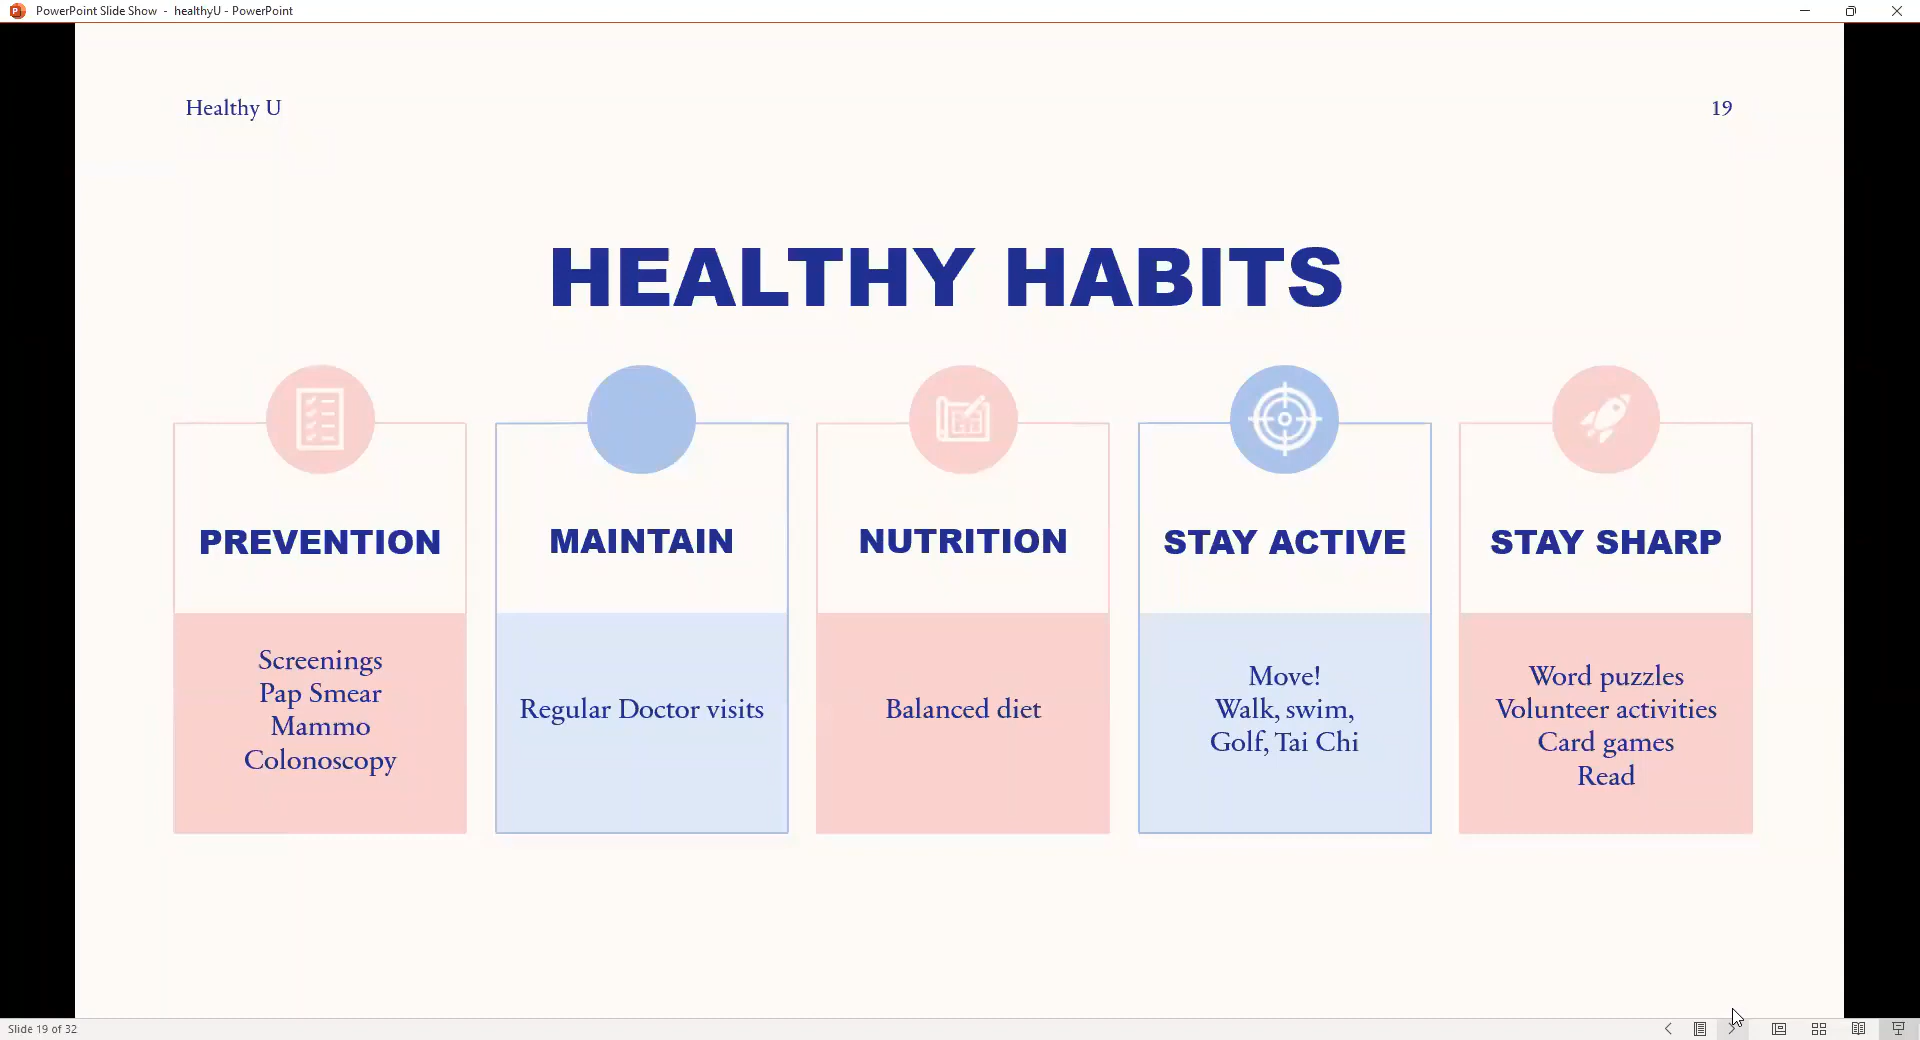 PowerPoint Slide Show - healthyU - PowerPoint
Healthy U
19
HEALTHY HABITS
PREVENTION
Screenings
Pap Smear
Mammo
Colonoscopy
MAINTAIN
Regular Doctor visits
NUTRITION
Balanced diet
STAY ACTIVE
Move!
Walk, swim,
Golf, Tai Chi
STAY SHARP
Word puzzles
Volunteer activities
Card games
Read
Slide 19 of 32